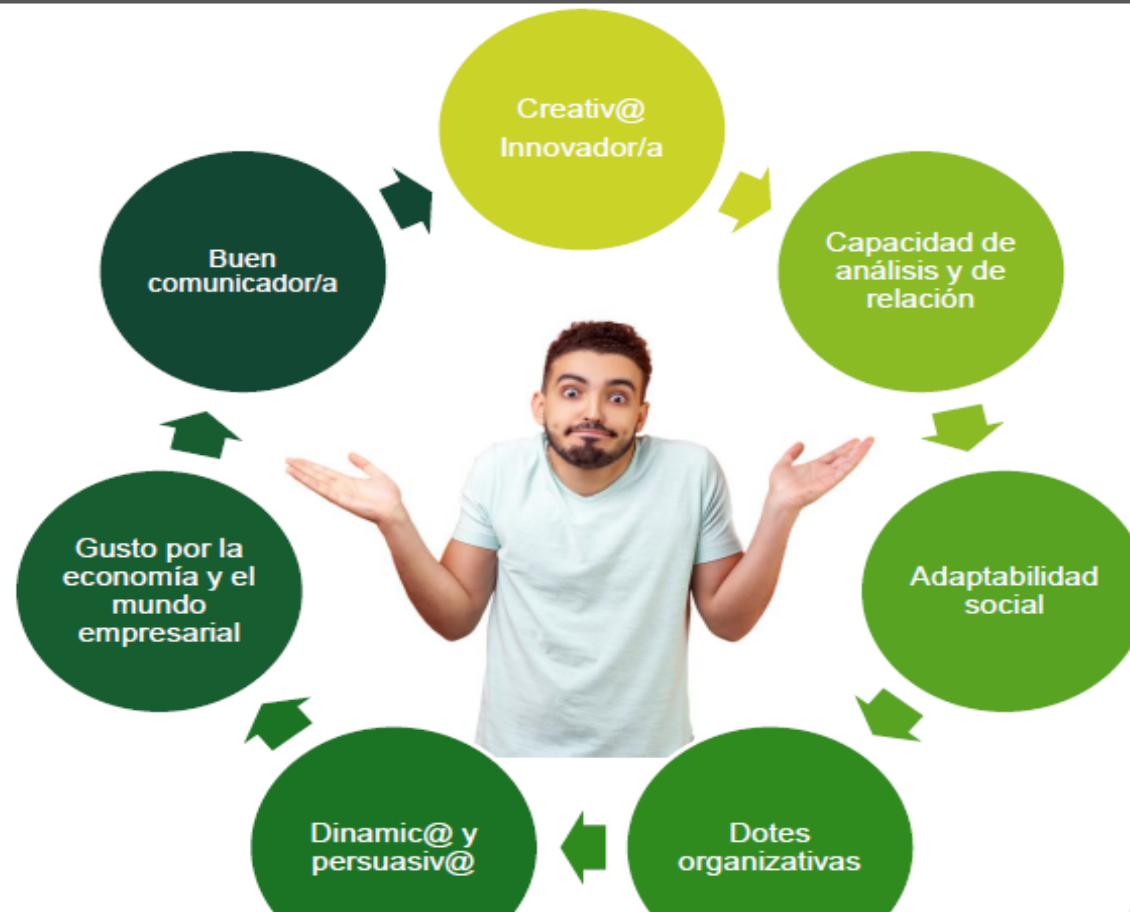 Creativ@
Innovador/a
Capacidad de
análisis y de
relación
Adaptabilidad
social
Dotes
organizativas
Dinamic@ y
persuasiv@
Gusto por la
economía y el
mundo
empresarial
Buen
comunicador/a